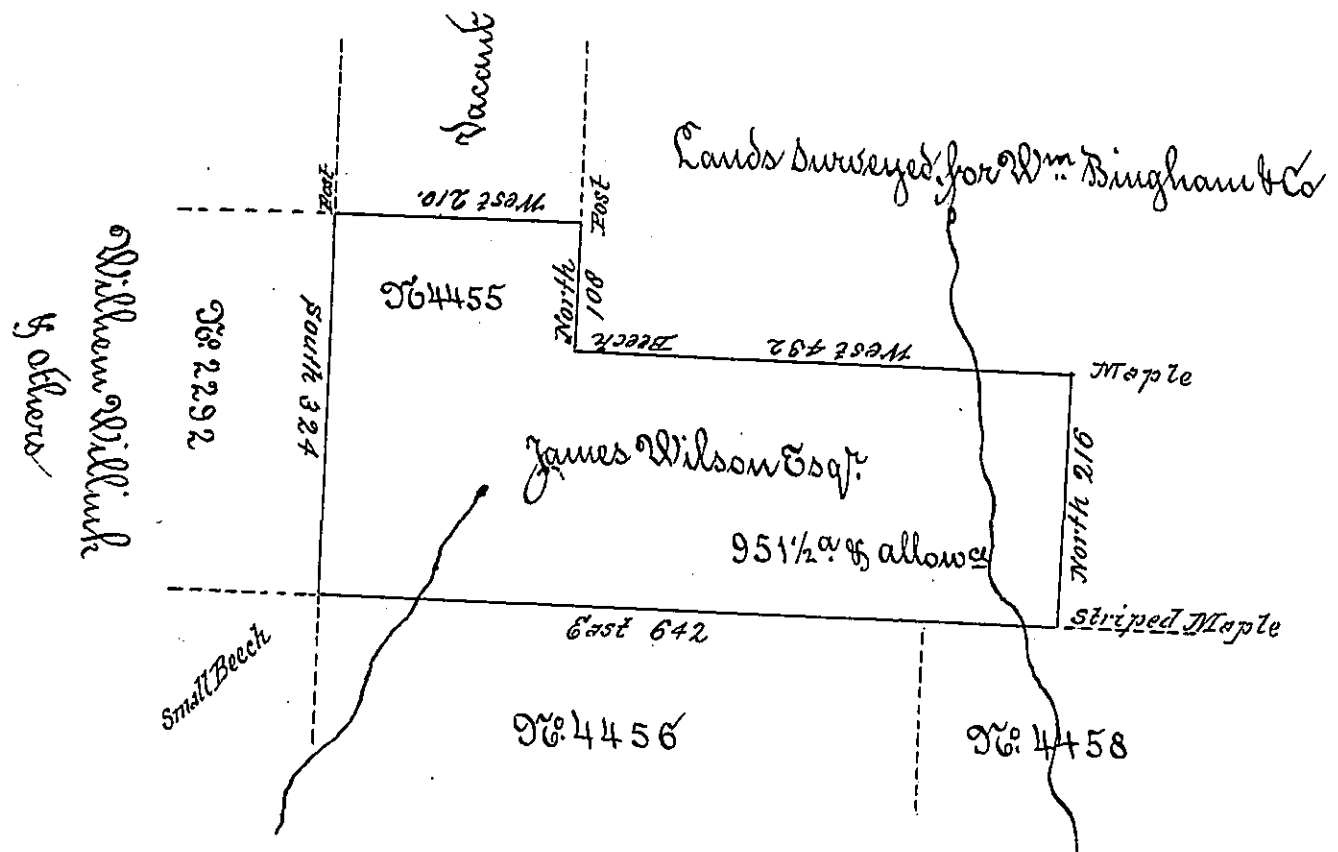 Vacant
Lands surveyed for Wm Bingham & Co
Post
West 210.
Post
No 4455
North 108
Beech
West 432
Maple
Willhem Willink
& others
No. 2292
South 324
James Wilson Esqr.
951½ a. & allowa
North 216
East 642
Striped Maple
Small Beech
No. 4456
No. 4458